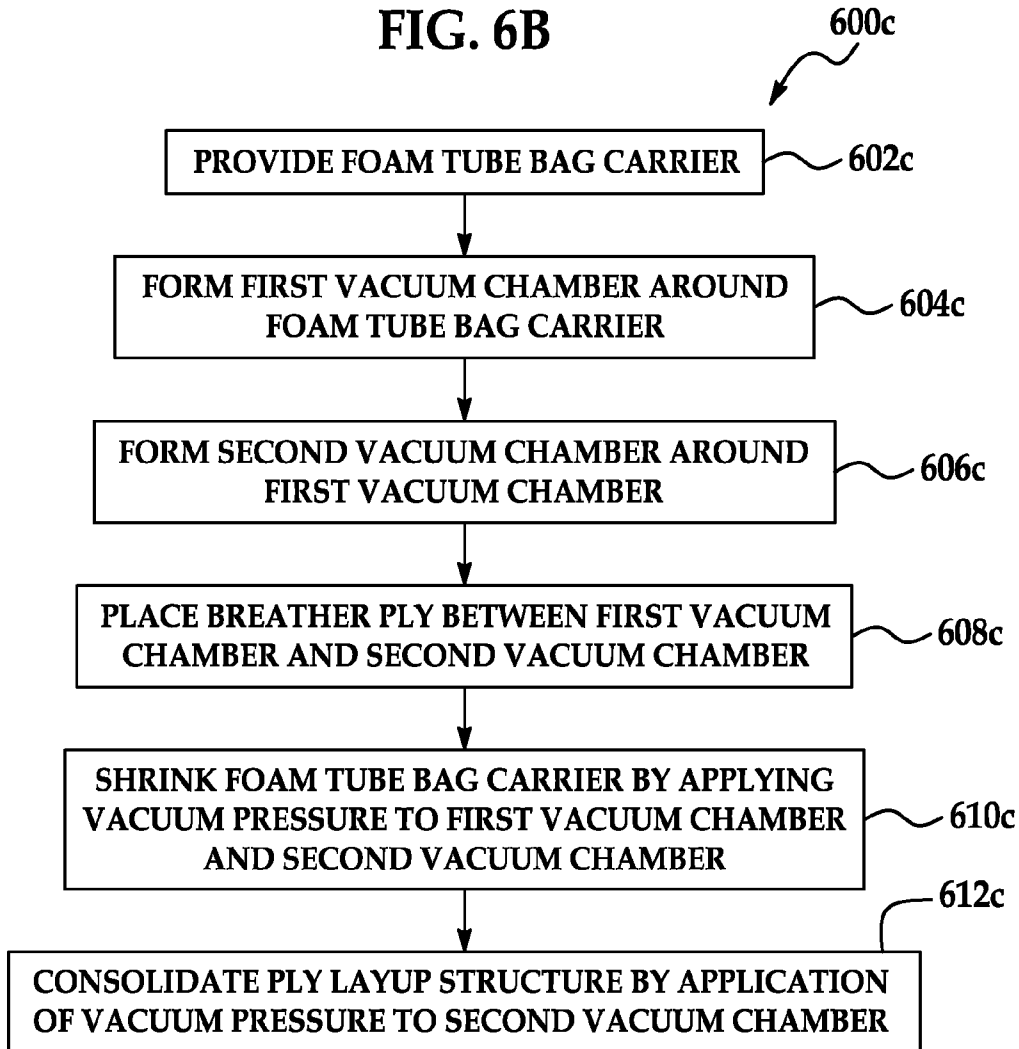 FIG. 6B
600c
PROVIDE FOAM TUBE BAG CARRIER
602c
FORM FIRST VACUUM CHAMBER AROUND
FOAM TUBE BAG CARRIER
604c
FORM SECOND VACUUM CHAMBER AROUND
FIRST VACUUM CHAMBER
606c
PLACE BREATHER PLY BETWEEN FIRST VACUUM
CHAMBER AND SECOND VACUUM CHAMBER
608c
SHRINK FOAM TUBE BAG CARRIER BY APPLYING
VACUUM PRESSURE TO FIRST VACUUM CHAMBER
AND SECOND VACUUM CHAMBER
610c
612c
CONSOLIDATE PLY LAYUP STRUCTURE BY APPLICATION
OF VACUUM PRESSURE TO SECOND VACUUM CHAMBER